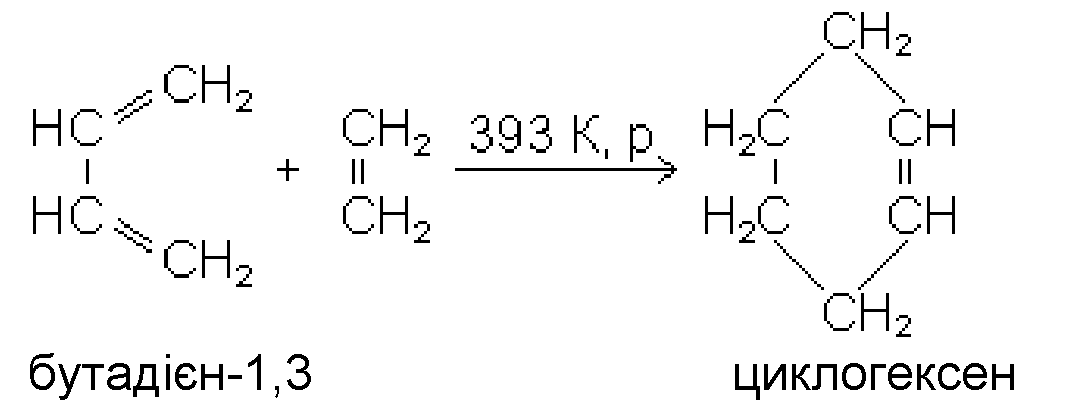 CH₂ CH₂
HC CH₂ 393 K, p H₂C CH
+
HC CH₂ H₂C CH
CH₂ CH₂
бутадієн-1,3 циклогексен